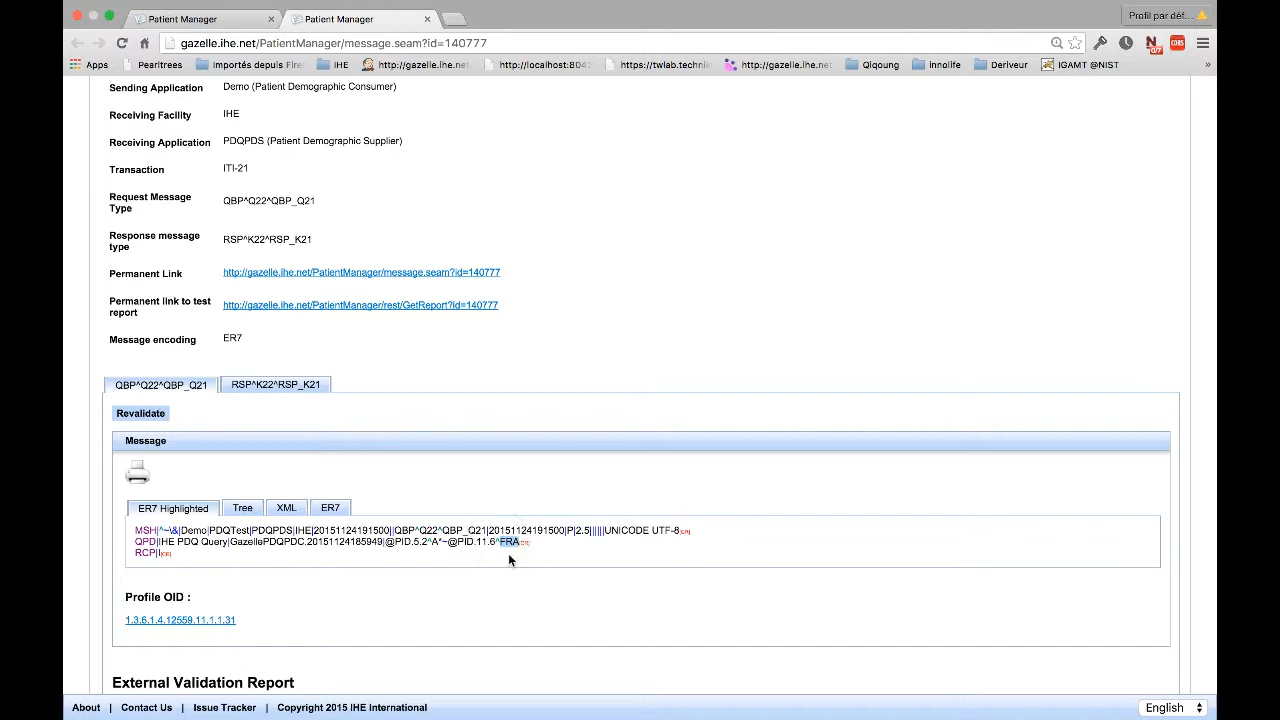 Patient Manager
Patient Manager
Profil par déf...
gazelle.ihe.net/PatientManager/message.seam?id=140777
Apps
Pearltrees
Importés depuis Firef
IHE
http://gazelle.ihe.n
http://localhost:804
https://twlab.technik
http://gazelle.ihe.net
Qiqoung
Innolife
Deriveur
IGAMT @NIST
»
Sending Application Demo (Patient Demographic Consumer)
Receiving Facility IHE
Receiving Application PDQPDS (Patient Demographic Supplier)
Transaction ITI-21
Request Message Type QBP^Q22^QBP_Q21
Response message type RSP^K22^RSP_K21
Permanent Link http://gazelle.ihe.net/PatientManager/message.seam?id=140777
Permanent link to test report http://gazelle.ihe.net/PatientManager/rest/GetReport?id=140777
Message encoding ER7
QBP^Q22^QBP_Q21 RSP^K22^RSP_K21
Revalidate
Message
ER7 Highlighted Tree XML ER7
MSH|^~\&|Demo|PDQTest|PDQPDS|IHE|20151124191500||QBP^Q22^QBP_Q21|20151124191500|P|2.5||||||UNICODE UTF-8[CR]
QPD|IHE PDQ Query|GazellePDQPDC.20151124185949|@PID.5.2^A*~@PID.11.6^FRA[CR]
RCP|I[CR]
Profile OID :
1.3.6.1.4.12559.11.1.1.31
External Validation Report
About | Contact Us | Issue Tracker | Copyright 2015 IHE International
English